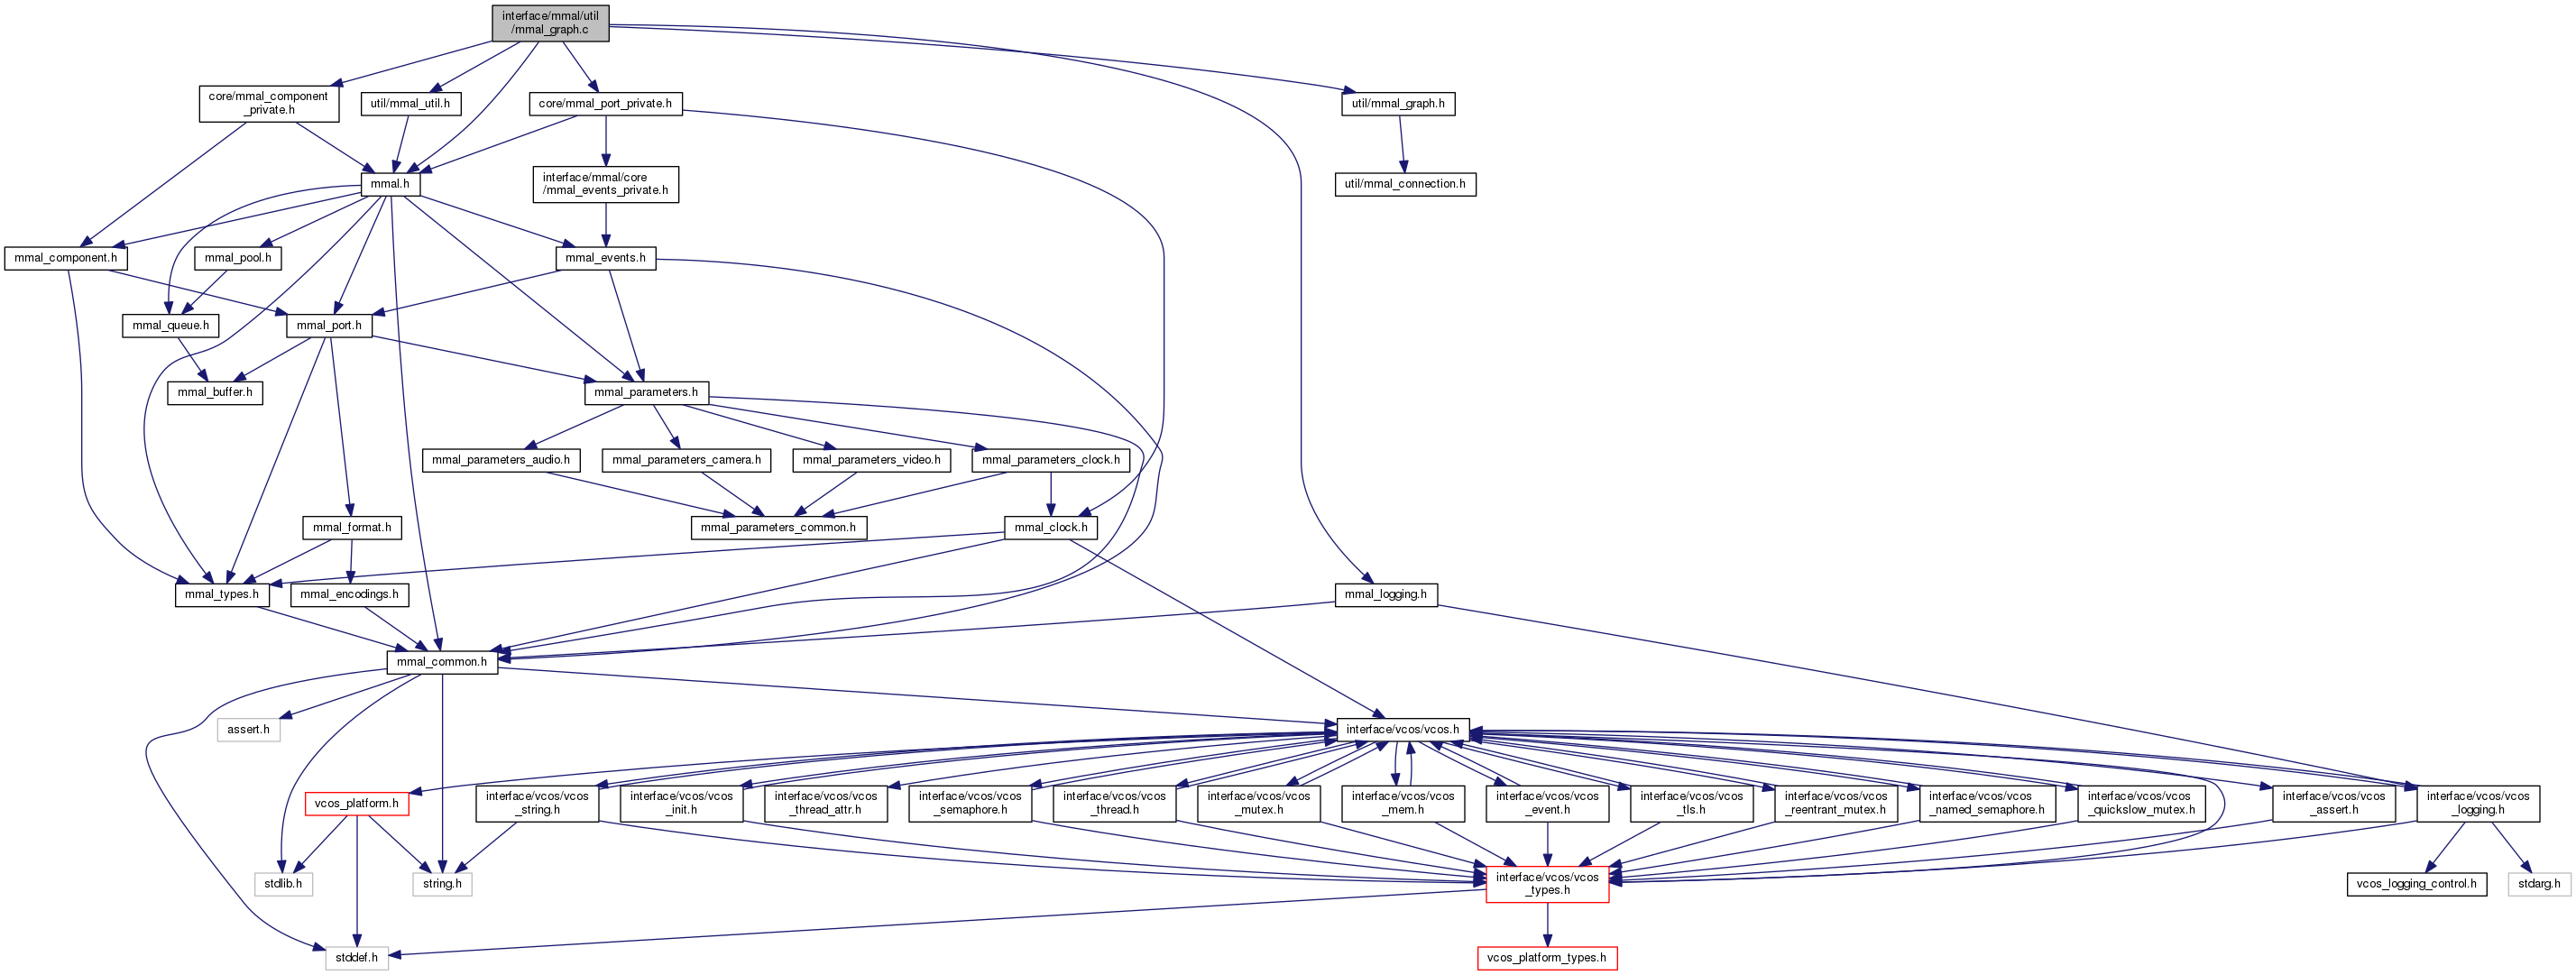 interface/mmal/util
/mmal_graph.c
core/mmal_component
_private.h
util/mmal_util.h
core/mmal_port_private.h
util/mmal_graph.h
mmal.h
interface/mmal/core
/mmal_events_private.h
util/mmal_connection.h
mmal_component.h
mmal_pool.h
mmal_events.h
mmal_queue.h
mmal_port.h
mmal_buffer.h
mmal_parameters.h
mmal_parameters_audio.h
mmal_parameters_camera.h
mmal_parameters_video.h
mmal_parameters_clock.h
mmal_format.h
mmal_parameters_common.h
mmal_clock.h
mmal_types.h
mmal_encodings.h
mmal_logging.h
mmal_common.h
assert.h
interface/vcos/vcos.h
vcos_platform.h
interface/vcos/vcos
_string.h
interface/vcos/vcos
_init.h
interface/vcos/vcos
_thread_attr.h
interface/vcos/vcos
_semaphore.h
interface/vcos/vcos
_thread.h
interface/vcos/vcos
_mutex.h
interface/vcos/vcos
_mem.h
interface/vcos/vcos
_event.h
interface/vcos/vcos
_tls.h
interface/vcos/vcos
_reentrant_mutex.h
interface/vcos/vcos
_named_semaphore.h
interface/vcos/vcos
_quickslow_mutex.h
interface/vcos/vcos
_assert.h
interface/vcos/vcos
_logging.h
stdlib.h
string.h
interface/vcos/vcos
_types.h
vcos_logging_control.h
stdarg.h
stddef.h
vcos_platform_types.h